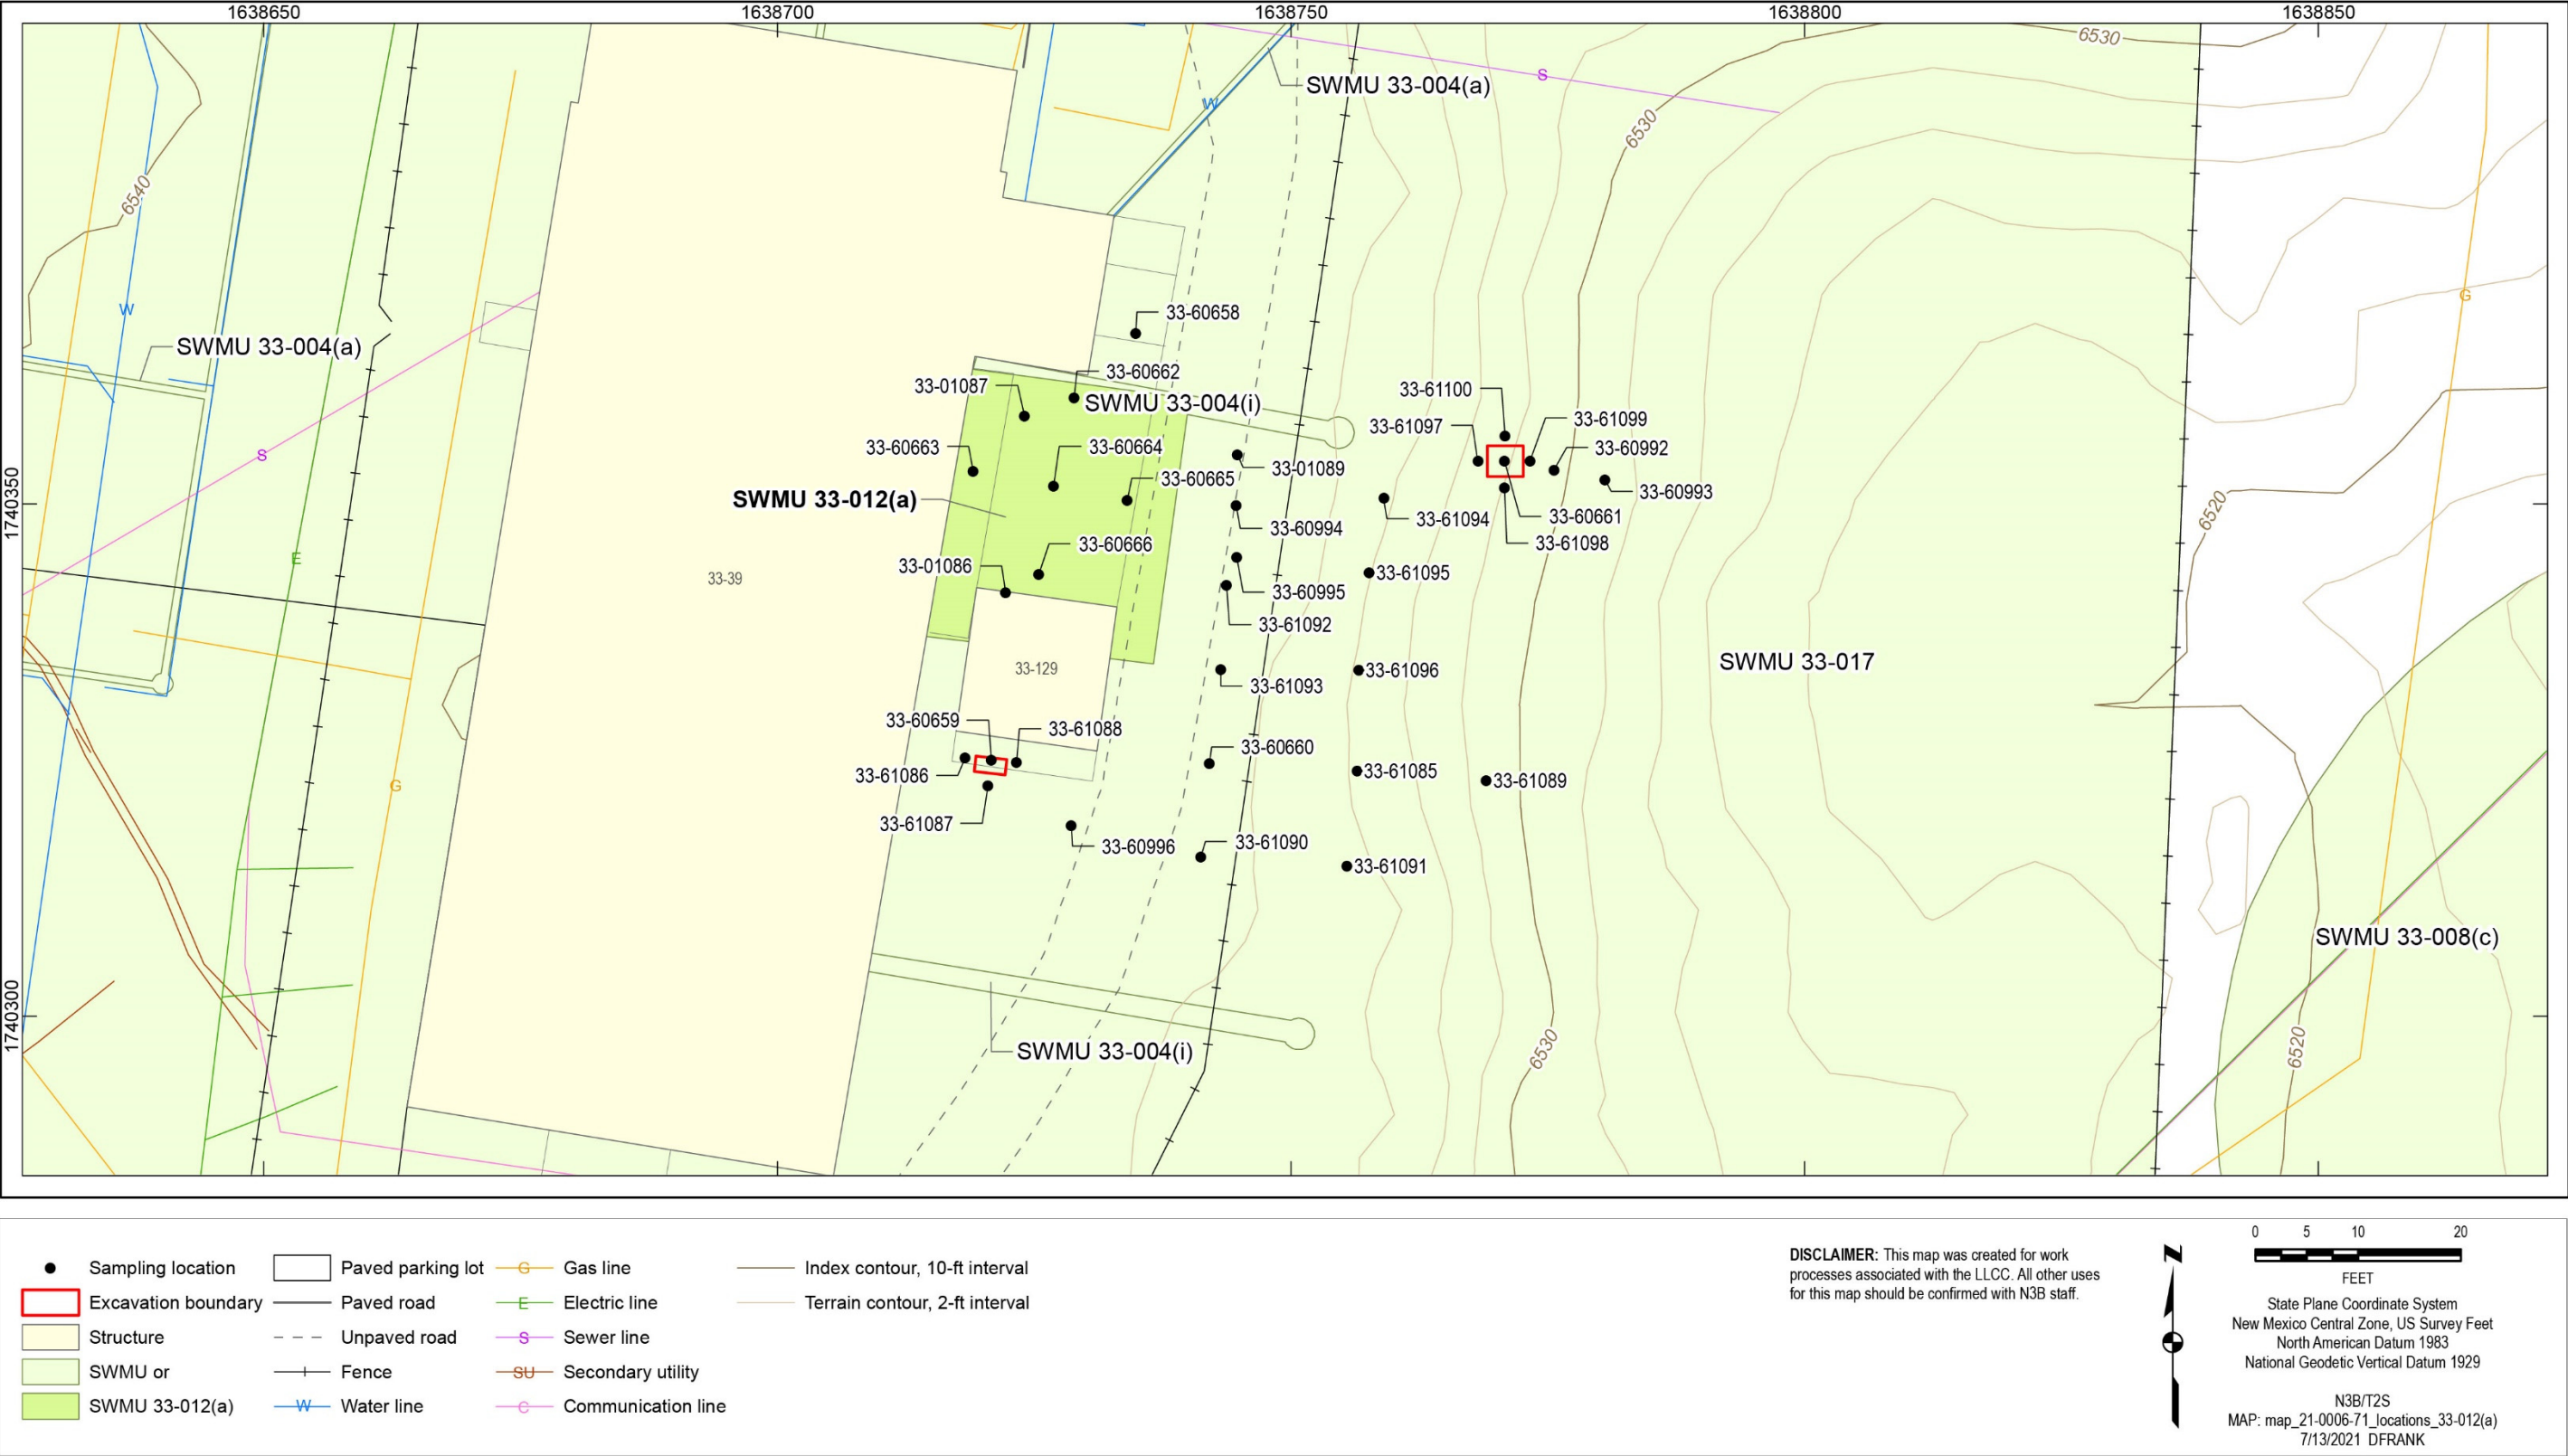 1638650
1638700
1638750
1638800
1638850
6530
S
SWMU 33-004(a)
W
6530
6540
G
W
33-60658
SWMU 33-004(a)
33-60662
33-01087
33-61100
SWMU 33-004(i)
33-61099
33-61097
33-60663
33-60664
33-60992
S
33-01089
33-60665
33-60993
SWMU 33-012(a)
1740350
6520
33-61094
33-60661
33-60994
33-61098
33-60666
E
33-01086
33-61095
33-39
33-60995
33-61092
SWMU 33-017
33-129
33-61096
33-61093
33-60659
33-61088
33-60660
33-61086
33-61085
33-61089
G
33-61087
33-60996
33-61090
33-61091
SWMU 33-008(c)
1740300
SWMU 33-004(i)
6530
6520
Sampling location
Excavation boundary
Structure
SWMU or
SWMU 33-012(a)
Paved parking lot
Paved road
Unpaved road
Fence
W Water line
G Gas line
E Electric line
S Sewer line
SU Secondary utility
C Communication line
Index contour, 10-ft interval
Terrain contour, 2-ft interval
DISCLAIMER: This map was created for work
processes associated with the LLCC. All other uses
for this map should be confirmed with N3B staff.
N
0 5 10 20
FEET
State Plane Coordinate System
New Mexico Central Zone, US Survey Feet
North American Datum 1983
National Geodetic Vertical Datum 1929
N3B/T2S
MAP: map_21-0006-71_locations_33-012(a)
7/13/2021 DFRANK